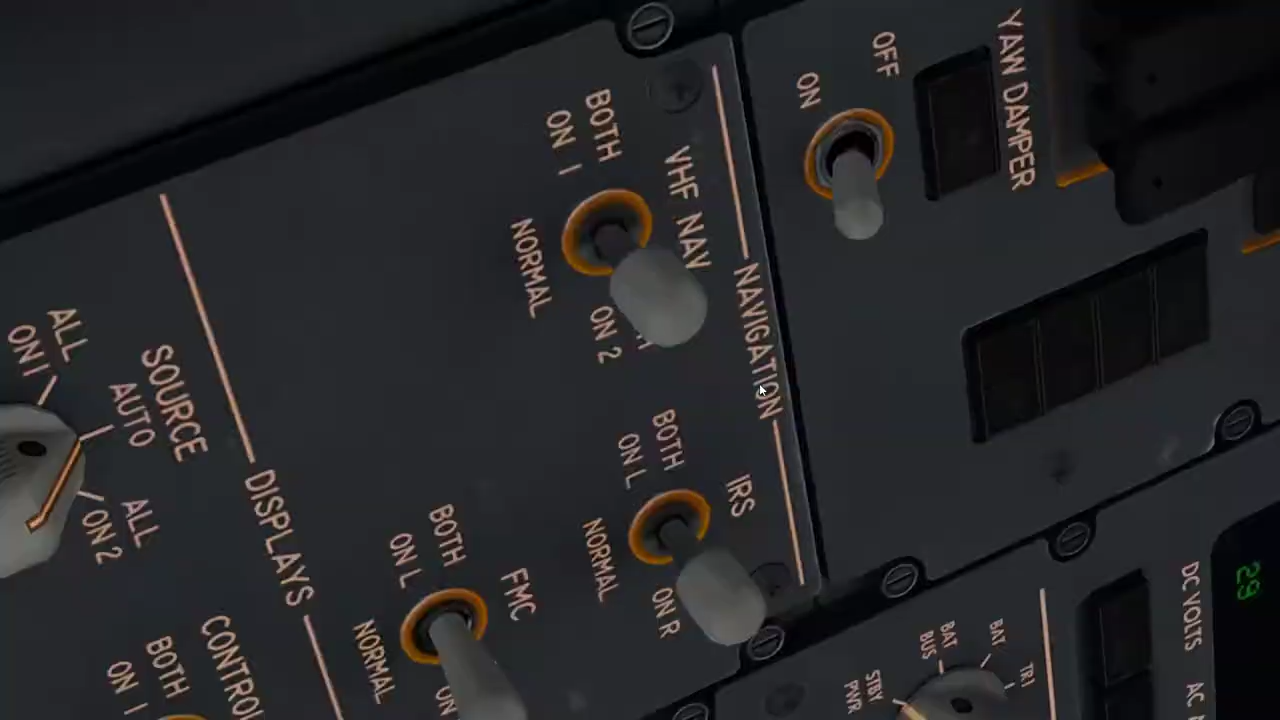 YAW DAMPER
OFF
ON
NAVIGATION
VHF NAV
BOTH
ON 1
NORMAL
ON 2
IRS
BOTH
ON L
NORMAL
ON R
DISPLAYS
SOURCE
ALL
ON 1
AUTO
ALL
ON 2
FMC
BOTH
ON L
NORMAL
ON
CONTROL
BOTH
ON 1
STBY
PWR
BAT
BUS
BAT
TR1
DC VOLTS
AC
29